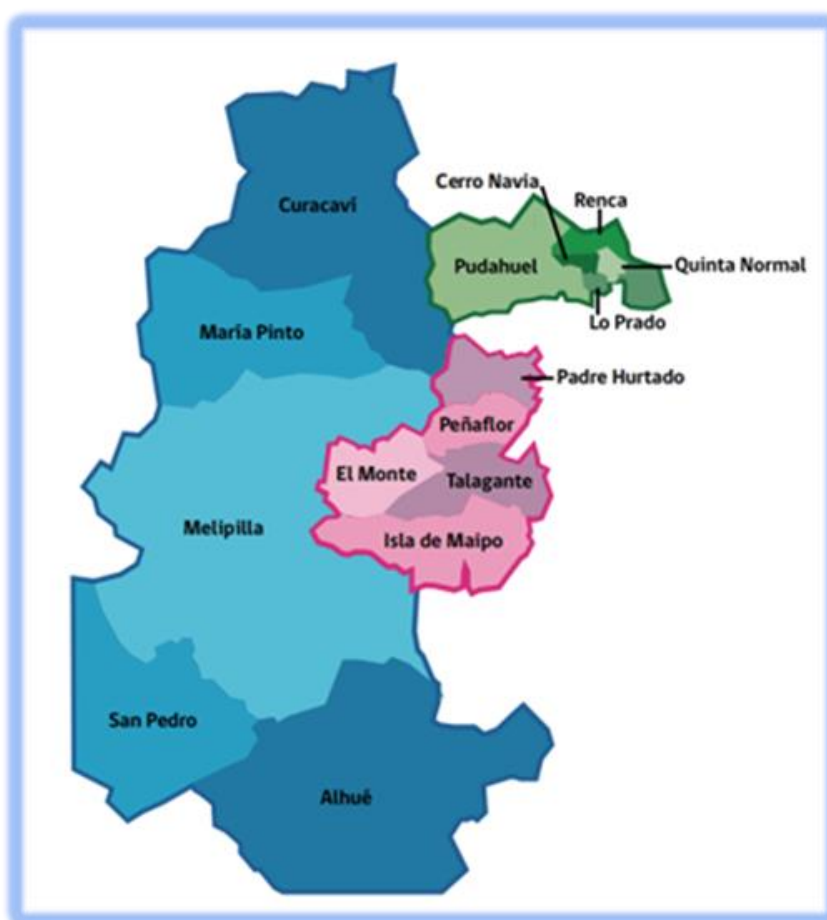 Cerro Navia
Renca
Curacaví
Pudahuel
Quinta Normal
Lo Prado
María Pinto
Padre Hurtado
Peñaflor
El Monte
Talagante
Melipilla
Isla de Maipo
San Pedro
Alhué